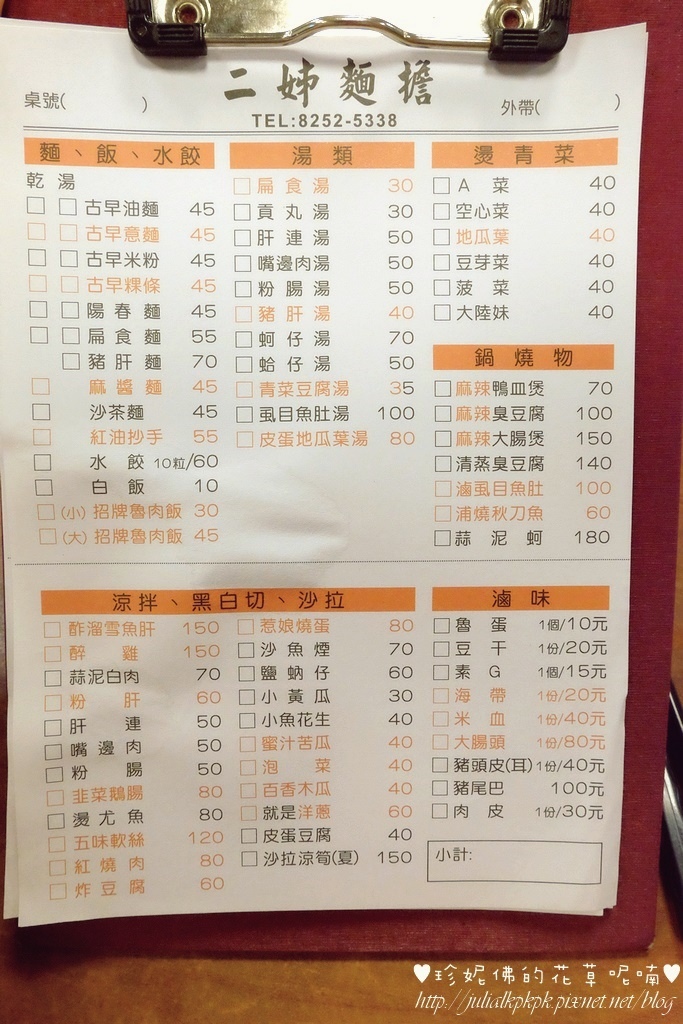 二姊麵擔
桌號( )
外帶( )
TEL:8252-5338
麵、飯、水餃
乾 湯
□ □ 古早油麵 45
□ □ 古早意麵 45
□ □ 古早米粉 45
□ □ 古早粿條 45
□ □ 陽春麵 45
□ □ 扁食麵 55
□ 豬肝麵 70
□ 麻醬麵 45
□ 沙茶麵 45
□ 紅油抄手 55
□ 水餃 10粒/60
□ 白飯 10
□ (小) 招牌魯肉飯 30
□ (大) 招牌魯肉飯 45
湯類
□ 扁食湯 30
□ 貢丸湯 30
□ 肝連湯 50
□ 嘴邊肉湯 50
□ 粉腸湯 50
□ 豬肝湯 40
□ 蚵仔湯 70
□ 蛤仔湯 50
□ 青菜豆腐湯 35
□ 虱目魚肚湯 100
□ 皮蛋地瓜葉湯 80
燙青菜
□ A菜 40
□ 空心菜 40
□ 地瓜葉 40
□ 豆芽菜 40
□ 菠菜 40
□ 大陸妹 40
鍋燒物
□ 麻辣鴨血煲 70
□ 麻辣臭豆腐 100
□ 麻辣大腸煲 150
□ 清蒸臭豆腐 140
□ 滷虱目魚肚 100
□ 浦燒秋刀魚 60
□ 蒜泥蚵 180
涼拌、黑白切、沙拉
□ 酢溜雪魚肝 150
□ 醉雞 150
□ 蒜泥白肉 70
□ 粉肝 60
□ 肝連 50
□ 嘴邊肉 50
□ 粉腸 50
□ 韭菜鵝腸 80
□ 燙尤魚 80
□ 五味軟絲 120
□ 紅燒肉 80
□ 炸豆腐 60
□ 惹娘燒蛋 80
□ 沙魚煙 70
□ 鹽蚋仔 60
□ 小黃瓜 30
□ 小魚花生 40
□ 蜜汁苦瓜 40
□ 泡菜 40
□ 百香木瓜 40
□ 就是洋蔥 60
□ 皮蛋豆腐 40
□ 沙拉涼筍(夏) 150
滷味
□ 魯蛋 1個/10元
□ 豆干 1份/20元
□ 素G 1個/15元
□ 海帶 1份/20元
□ 米血 1份/40元
□ 大腸頭 1份/80元
□ 豬頭皮(耳) 1份/40元
□ 豬尾巴 100元
□ 肉皮 1份/30元
小計:
♥珍妮佛的花草呢喃♥
http://julialkpkpk.pixnet.net/blog